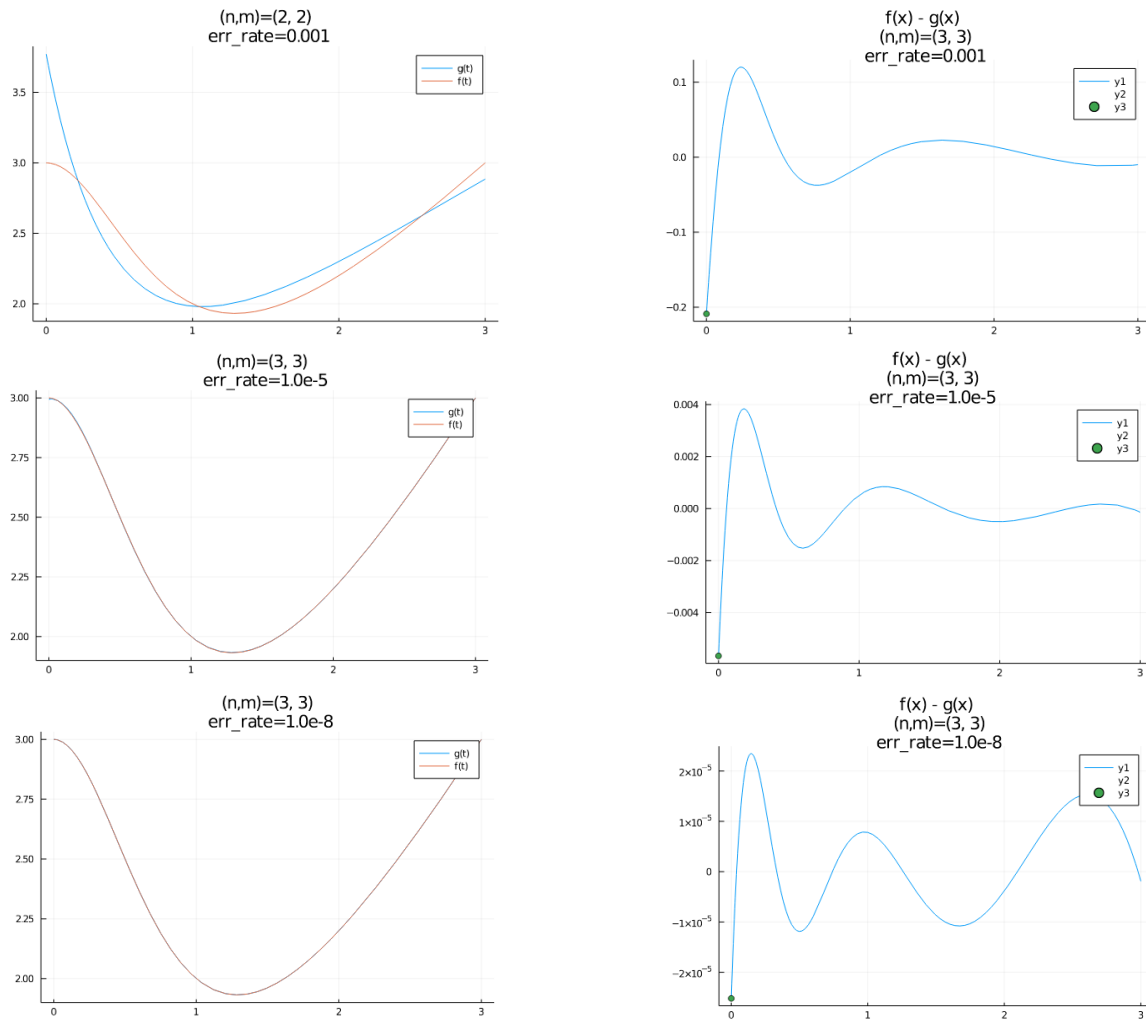 (n,m)=(2, 2)
err_rate=0.001
g(t)
f(t)
3.5
3.0
2.5
2.0
0
1
2
3
f(x) - g(x)
(n,m)=(3, 3)
err_rate=0.001
y1
y2
y3
0.1
0.0
−0.1
−0.2
0
1
2
3
(n,m)=(3, 3)
err_rate=1.0e-5
g(t)
f(t)
3.00
2.75
2.50
2.25
2.00
0
1
2
3
f(x) - g(x)
(n,m)=(3, 3)
err_rate=1.0e-5
y1
y2
y3
0.004
0.002
0.000
−0.002
−0.004
0
1
2
3
(n,m)=(3, 3)
err_rate=1.0e-8
g(t)
f(t)
3.00
2.75
2.50
2.25
2.00
0
1
2
3
f(x) - g(x)
(n,m)=(3, 3)
err_rate=1.0e-8
y1
y2
y3
2×10⁻⁵
1×10⁻⁵
0
−1×10⁻⁵
−2×10⁻⁵
0
1
2
3